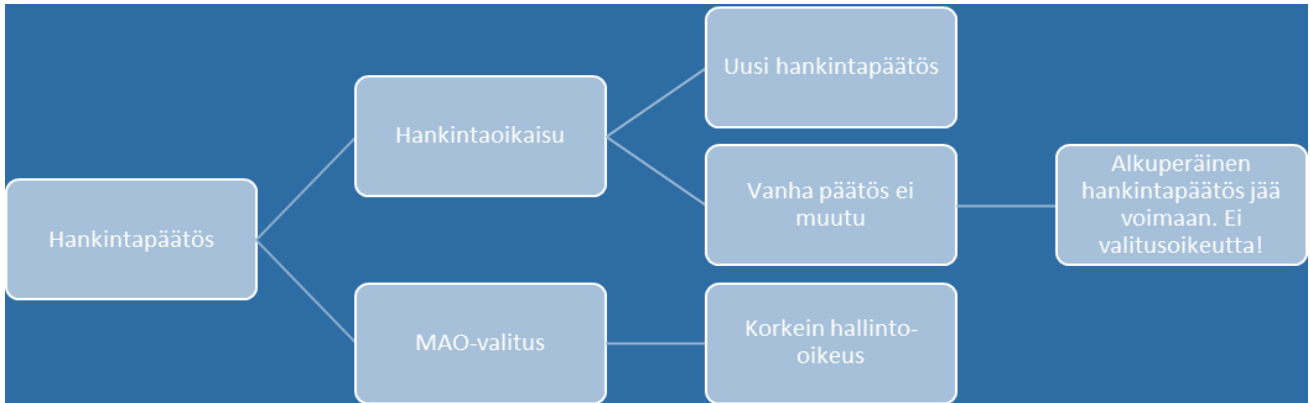 Hankintapäätös
Hankintaoikaisu
Uusi hankintapäätös
Vanha päätös ei
muutu
Alkuperäinen
hankintapäätös jää
voimaan. Ei
valitusoikeutta!
MAO-valitus
Korkein hallinto-
oikeus